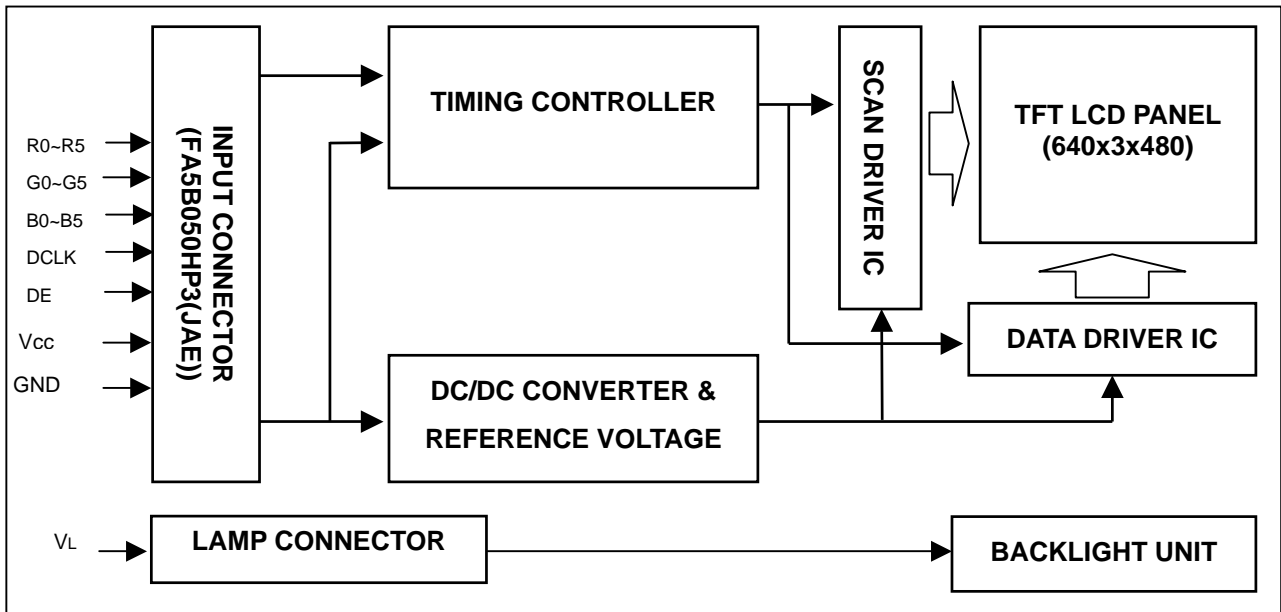 R0~R5
G0~G5
B0~B5
DCLK
DE
Vcc
GND
INPUT CONNECTOR
(FA5B050HP3(JAE))
TIMING CONTROLLER
SCAN DRIVER IC
TFT LCD PANEL
(640x3x480)
DATA DRIVER IC
DC/DC CONVERTER &
REFERENCE VOLTAGE
VL
LAMP CONNECTOR
BACKLIGHT UNIT